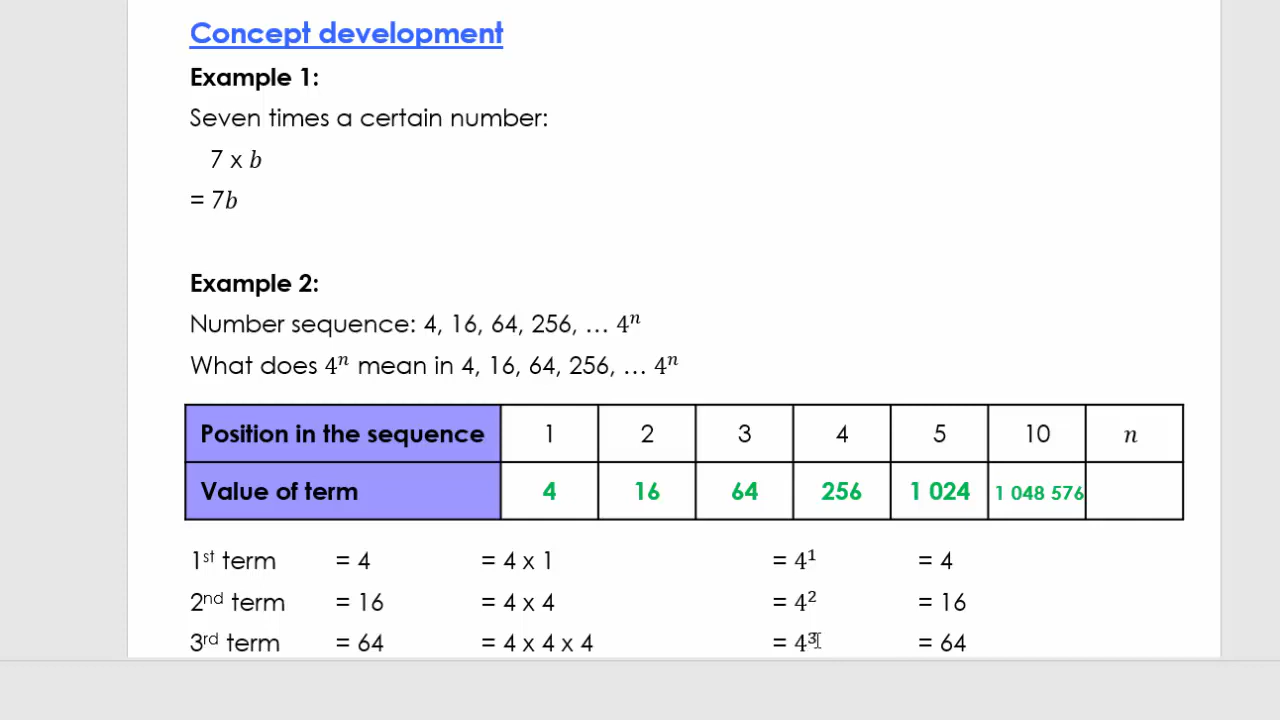 Concept development
Example 1:
Seven times a certain number:
7 x b
= 7b
Example 2:
Number sequence: 4, 16, 64, 256, … 4ⁿ
What does 4ⁿ mean in 4, 16, 64, 256, … 4ⁿ
Position in the sequence 1 2 3 4 5 10 n
Value of term 4 16 64 256 1 024 1 048 576
1st term = 4 = 4 x 1 = 4¹ = 4
2nd term = 16 = 4 x 4 = 4² = 16
3rd term = 64 = 4 x 4 x 4 = 4³ = 64